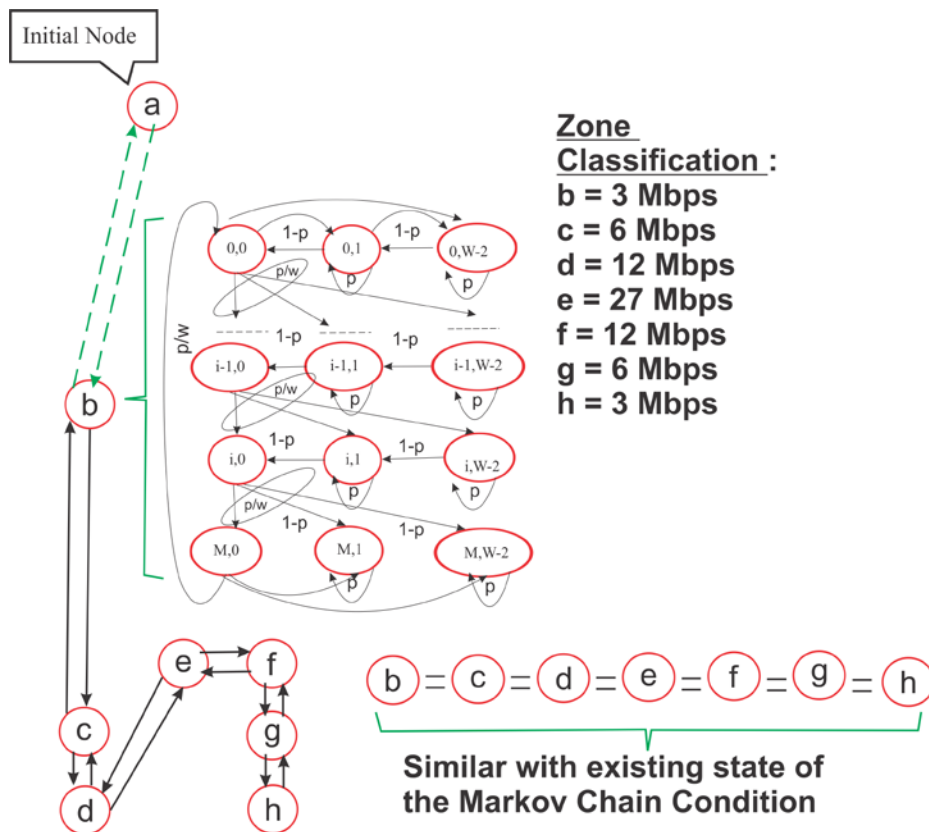 Initial Node
a
Zone
Classification :
b = 3 Mbps
c = 6 Mbps
d = 12 Mbps
e = 27 Mbps
f = 12 Mbps
g = 6 Mbps
h = 3 Mbps
1-p 1-p
0,0 0,1 0,W-2
p/w p p
p/w
1-p 1-p
i-1,0 i-1,1 i-1,W-2
p p
b
1-p 1-p
i,0 i,1 i,W-2
p/w p p
1-p 1-p
M,0 M,1 M,W-2
p p
e f
b = c = d = e = f = g = h
c g
d h
Similar with existing state of
the Markov Chain Condition